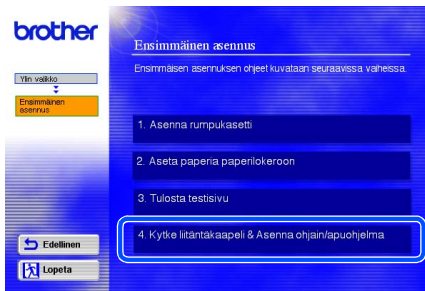 brother
Ensimmäinen asennus
Ensimmäisen asennuksen ohjeet kuvataan seuraavissa vaiheissa.
Ylin valikko
Ensimmäinen
asennus
1. Asenna rumpukasetti
2. Aseta paperia paperilokeroon
3. Tulosta testisivu
4. Kytke liitäntäkaapeli & Asenna ohjain/apuohjelma
Edellinen
Lopeta